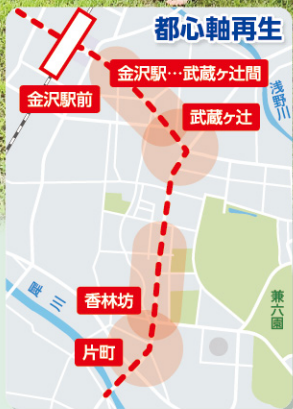 都心軸再生
金沢駅…武蔵ヶ辻間
金沢駅前
武蔵ヶ辻
浅野川
兼六園
香林坊
犀川
片町